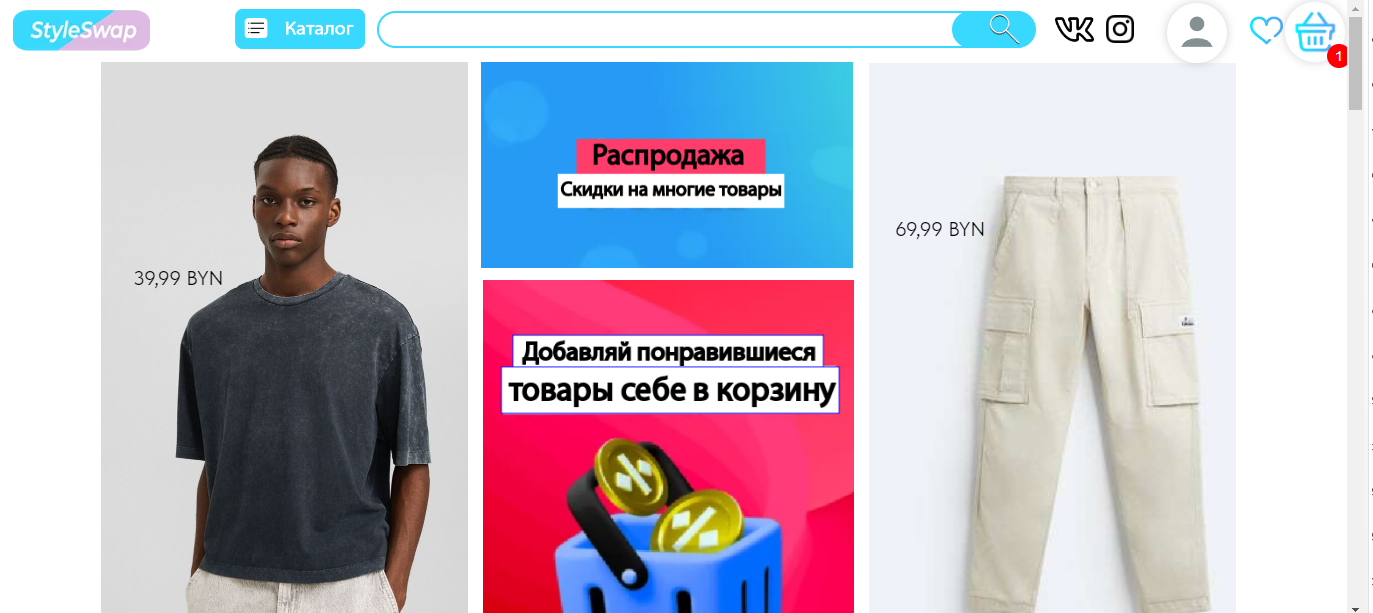 StyleSwap
Каталог
1
39,99 BYN
Распродажа
Скидки на многие товары
Добавляй понравившиеся
товары себе в корзину
69,99 BYN